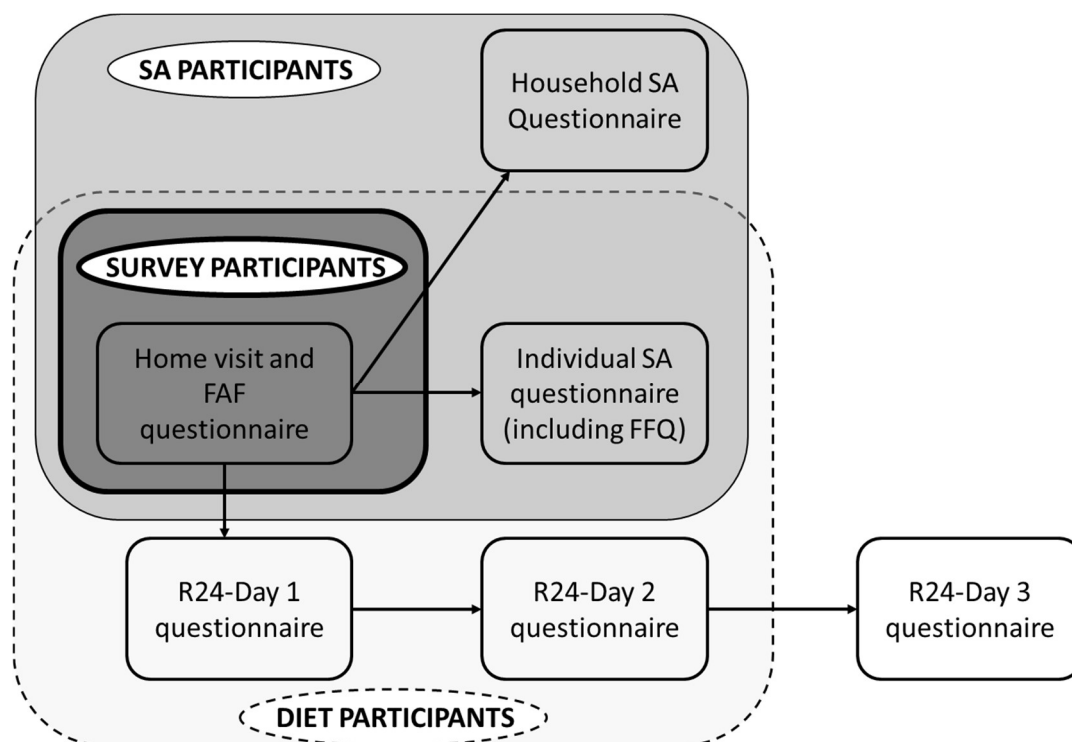 SA PARTICIPANTS
Household SA
Questionnaire
SURVEY PARTICIPANTS
Home visit and
FAF
questionnaire
Individual SA
questionnaire
(including FFQ)
R24-Day 1
questionnaire
R24-Day 2
questionnaire
R24-Day 3
questionnaire
DIET PARTICIPANTS